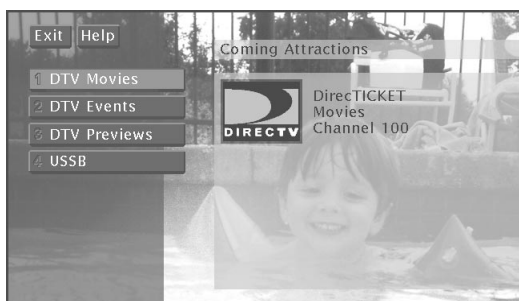 Exit Help
Coming Attractions
1 DTV Movies
2 DTV Events
3 DTV Previews
4 USSB
DIRECTV
DirecTICKET
Movies
Channel 100